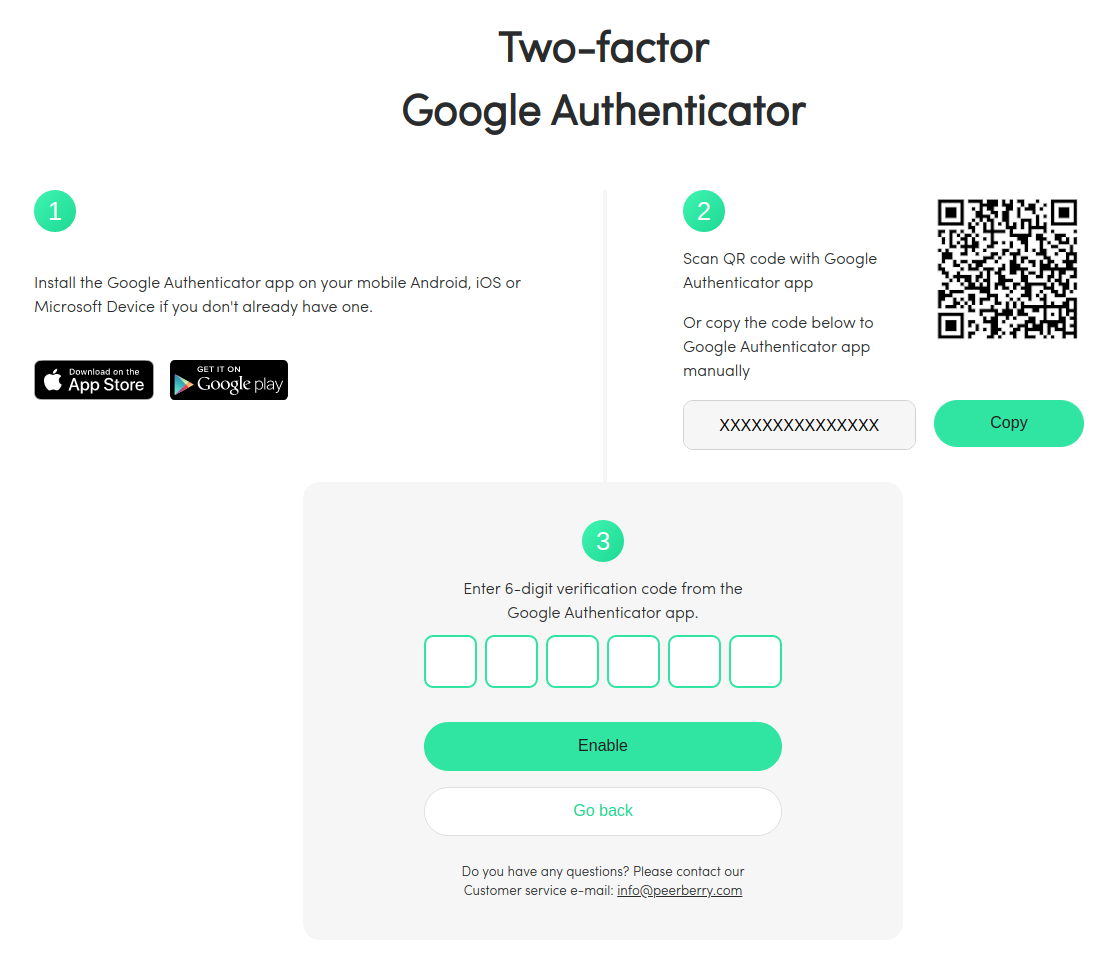 Two-factor
Google Authenticator
1
Install the Google Authenticator app on your mobile Android, iOS or
Microsoft Device if you don't already have one.
Download on the
App Store
GET IT ON
Google play
2
Scan QR code with Google
Authenticator app
Or copy the code below to
Google Authenticator app
manually
XXXXXXXXXXXXXXX
Copy
3
Enter 6-digit verification code from the
Google Authenticator app.
Enable
Go back
Do you have any questions? Please contact our
Customer service e-mail: info@peerberry.com